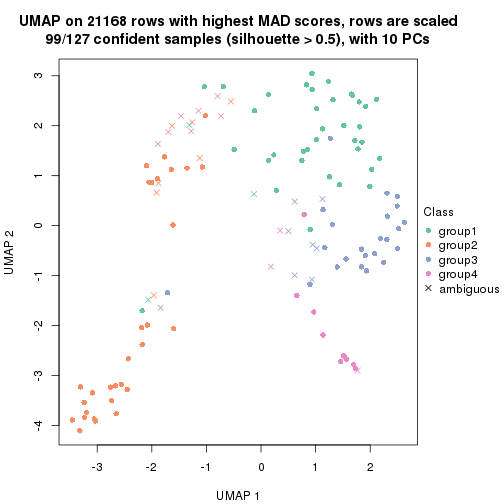 UMAP on 21168 rows with highest MAD scores, rows are scaled
99/127 confident samples (silhouette > 0.5), with 10 PCs
UMAP 2
3
2
1
0
-1
-2
-3
-4
-3
-2
-1
0
1
2
UMAP 1
Class
group1
group2
group3
group4
ambiguous